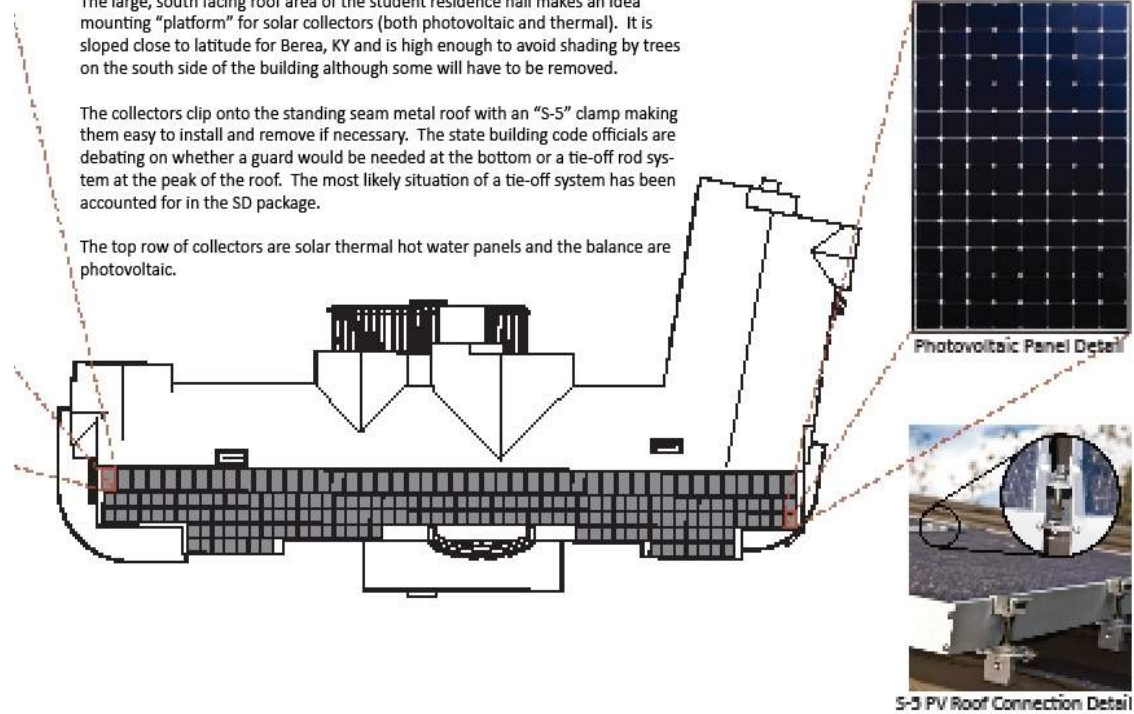 The large, south facing roof area of the student residence hall makes an idea
mounting “platform” for solar collectors (both photovoltaic and thermal).  It is
sloped close to latitude for Berea, KY and is high enough to avoid shading by trees
on the south side of the building although some will have to be removed.
The collectors clip onto the standing seam metal roof with an “S-5” clamp making
them easy to install and remove if necessary.  The state building code officials are
debating on whether a guard would be needed at the bottom or a tie-off rod sys-
tem at the peak of the roof.  The most likely situation of a tie-off system has been
accounted for in the SD package.
The top row of collectors are solar thermal hot water panels and the balance are
photovoltaic.
Photovoltaic Panel Detail
S-5 PV Roof Connection Detail